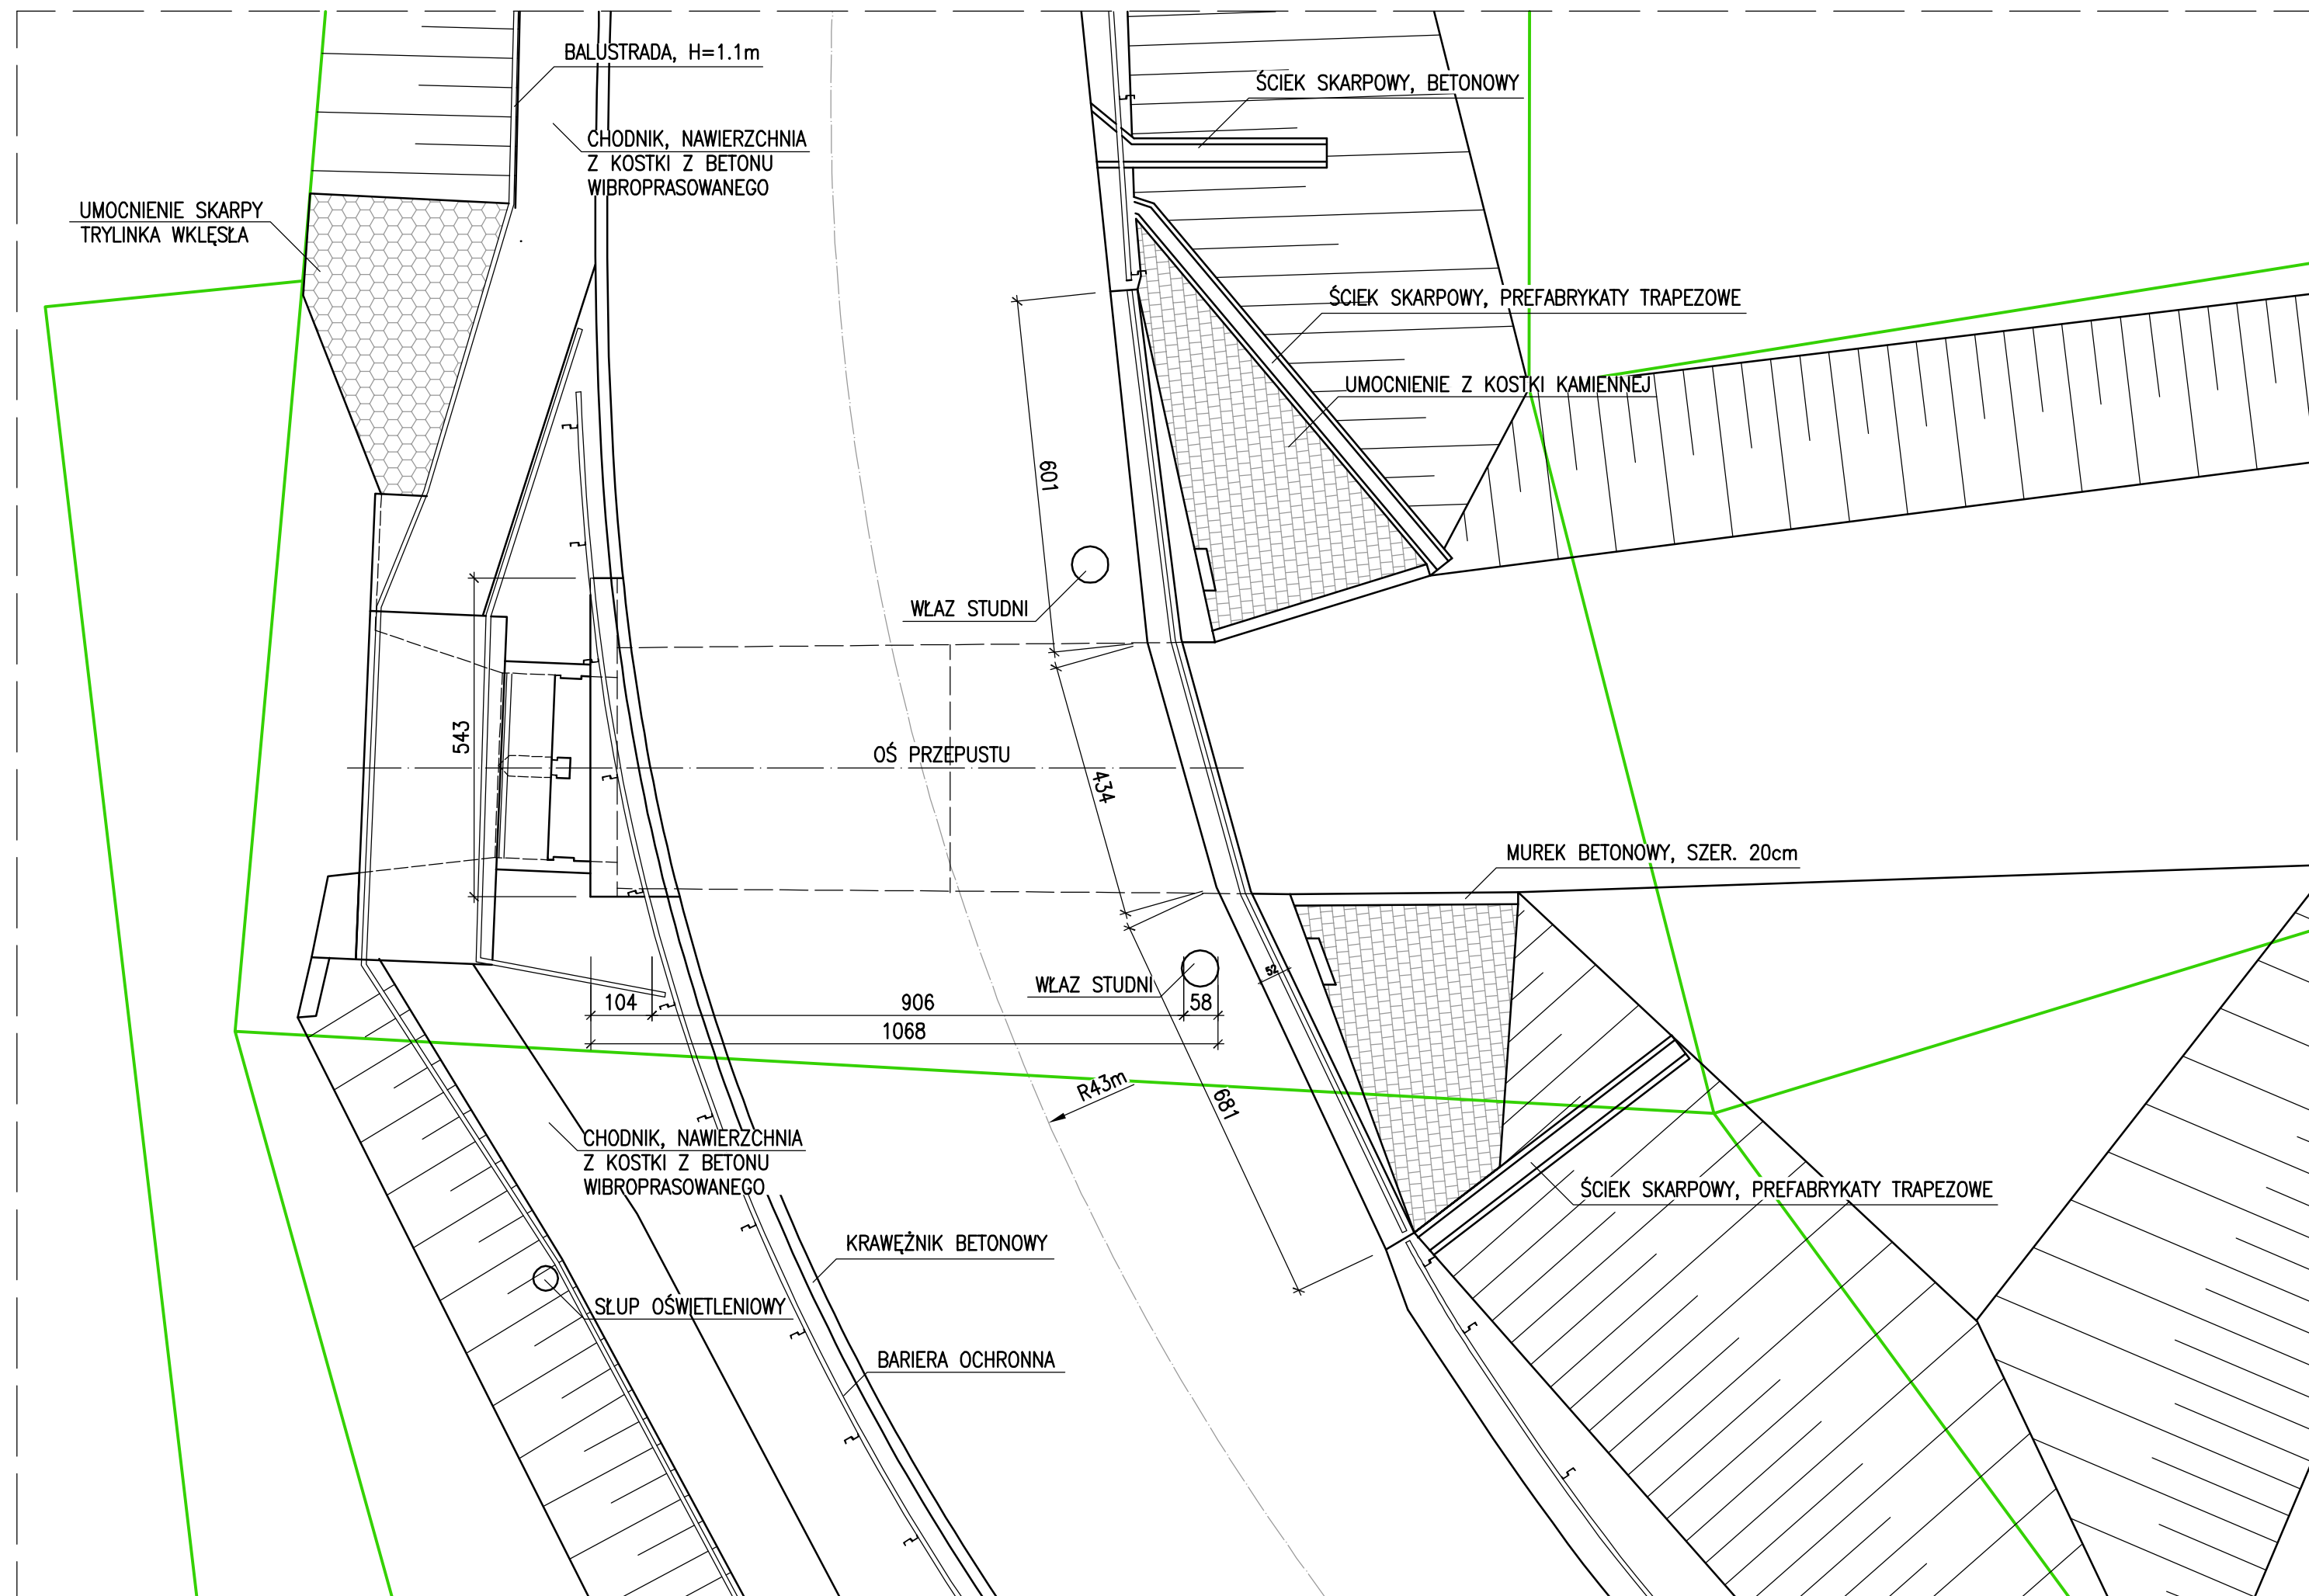 BALUSTRADA, H=1.1m
ŚCIEK SKARPOWY, BETONOWY
CHODNIK, NAWIERZCHNIA
Z KOSTKI Z BETONU
WIBROPRASOWANEGO
UMOCNIENIE SKARPY
TRYLINKA WKLĘSŁA
ŚCIEK SKARPOWY, PREFABRYKATY TRAPEZOWE
UMOCNIENIE Z KOSTKI KAMIENNEJ
601
WŁAZ STUDNI
543
OŚ PRZEPUSTU
434
MUREK BETONOWY, SZER. 20cm
52
WŁAZ STUDNI
104
906
58
1068
R43m
681
CHODNIK, NAWIERZCHNIA
Z KOSTKI Z BETONU
WIBROPRASOWANEGO
ŚCIEK SKARPOWY, PREFABRYKATY TRAPEZOWE
KRAWĘŻNIK BETONOWY
SŁUP OŚWIETLENIOWY
BARIERA OCHRONNA